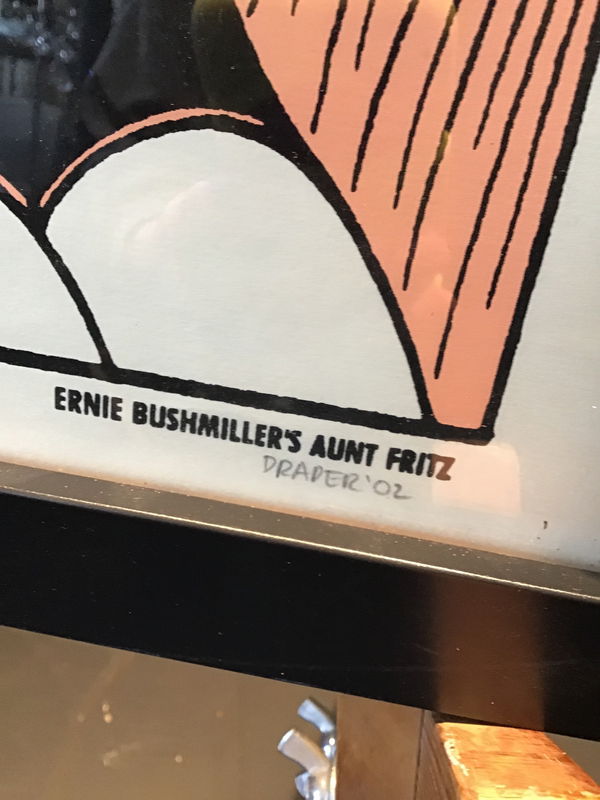 ERNIE BUSHMILLER'S AUNT FRITZ
DRAPER '02